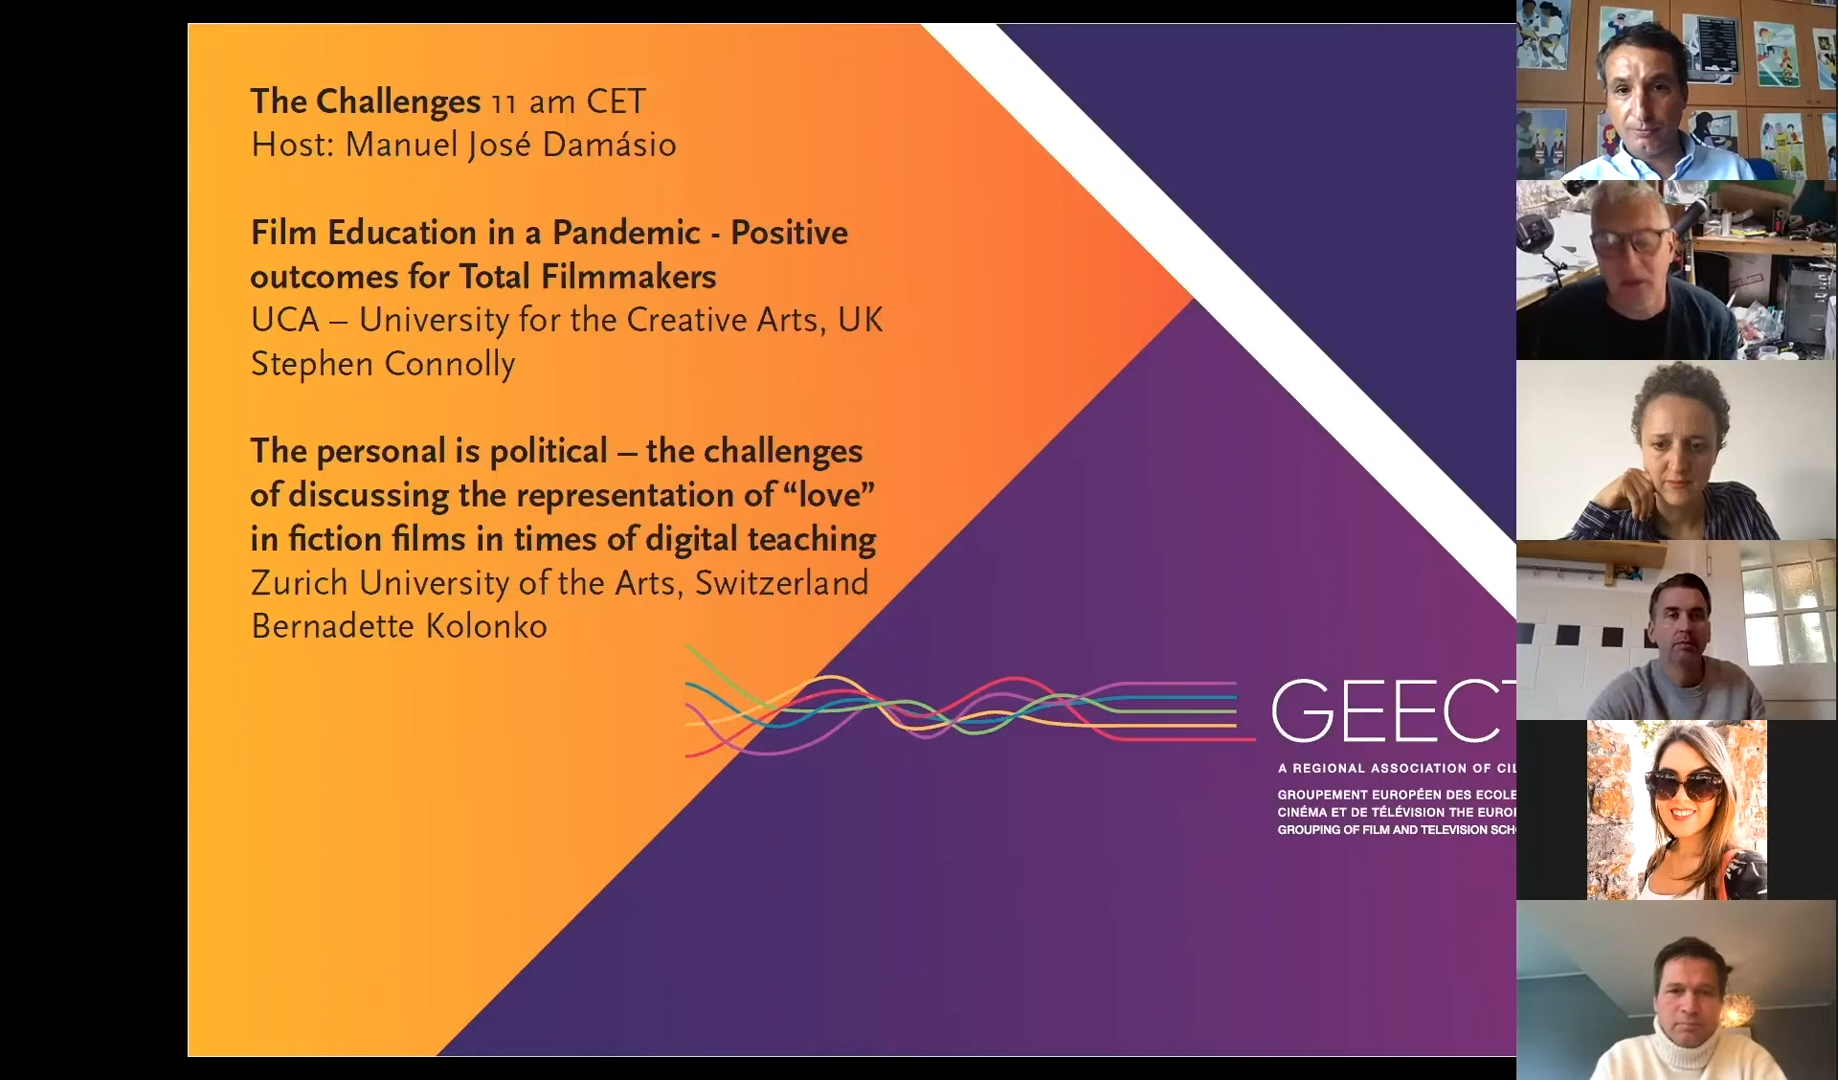 The Challenges 11 am CET
Host: Manuel José Damásio
Film Education in a Pandemic - Positive
outcomes for Total Filmmakers
UCA – University for the Creative Arts, UK
Stephen Connolly
The personal is political – the challenges
of discussing the representation of “love”
in fiction films in times of digital teaching
Zurich University of the Arts, Switzerland
Bernadette Kolonko
GEECT
A REGIONAL ASSOCIATION OF CIL
GROUPEMENT EUROPÉEN DES ECOLE
CINÉMA ET DE TÉLÉVISION THE EURO
GROUPING OF FILM AND TELEVISION SCH